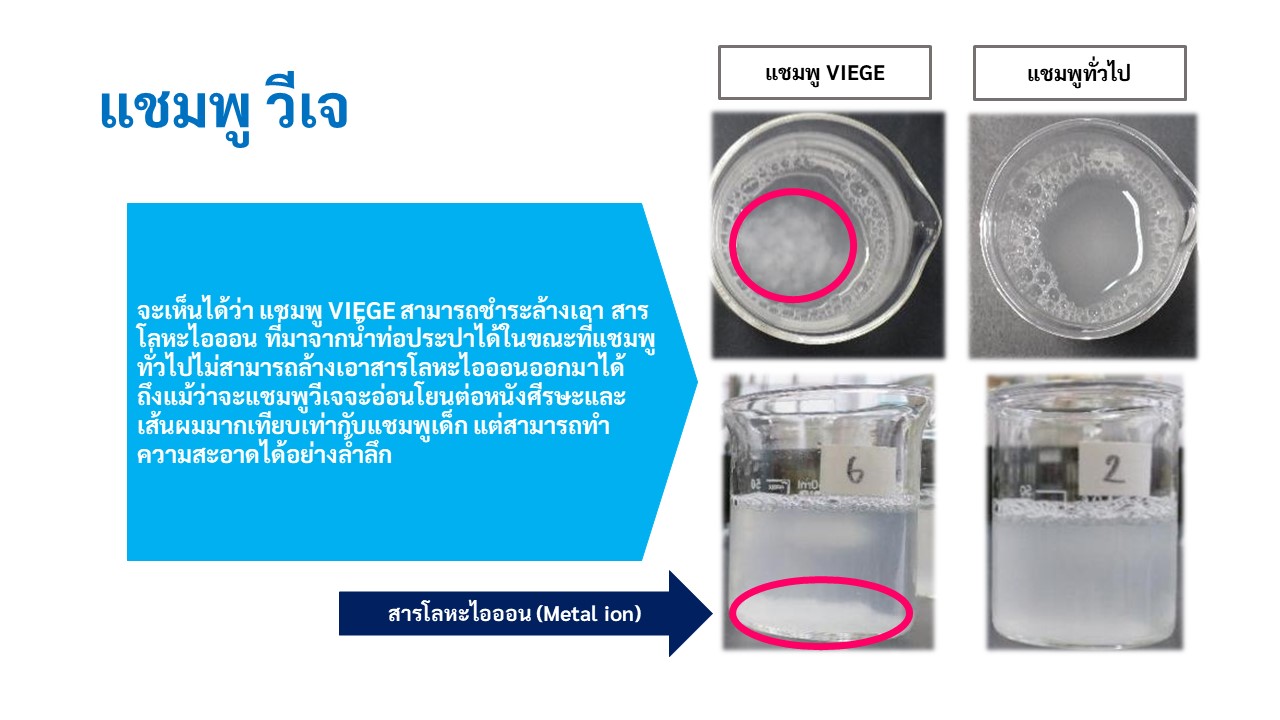 แชมพู วีเจ
แชมพู VIEGE
แชมพูทั่วไป
จะเห็นได้ว่า แชมพู VIEGE สามารถชำระล้างเอา สาร
โลหะไอออน ที่มาจากน้ำท่อประปาได้ในขณะที่แชมพู
ทั่วไปไม่สามารถล้างเอาสารโลหะไอออนออกมาได้
ถึงแม้ว่าจะแชมพูวีเจจะอ่อนโยนต่อหนังศีรษะและ
เส้นผมมากเทียบเท่ากับแชมพูเด็ก แต่สามารถทำ
ความสะอาดได้อย่างล้ำลึก
6
2
50
สารโลหะไอออน (Metal ion)